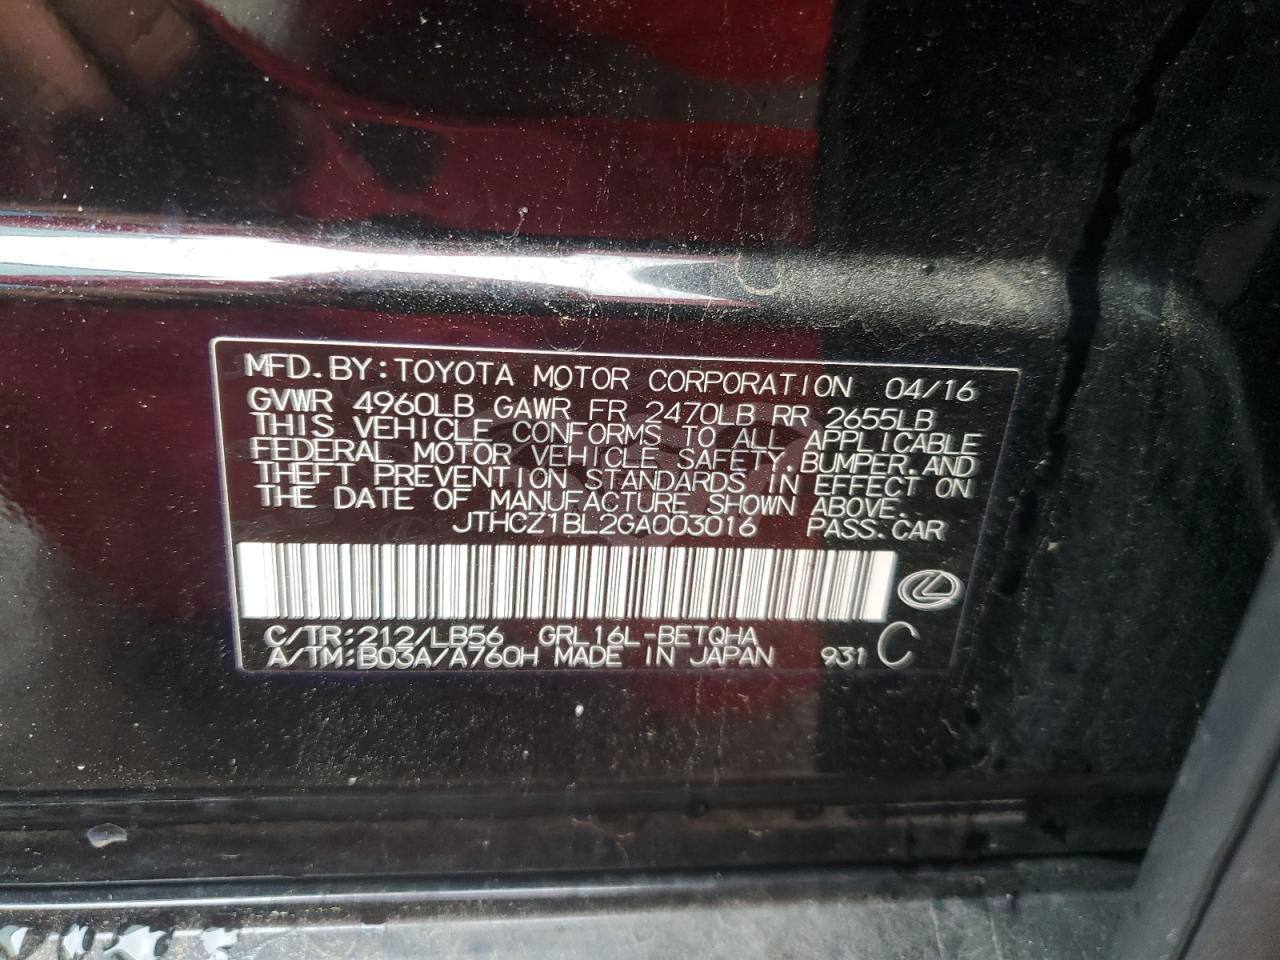 MFD. BY: TOYOTA MOTOR CORPORATION 04/16
GVWR 4960LB GAWR FR 2470LB RR 2655LB
THIS VEHICLE CONFORMS TO ALL APPLICABLE
FEDERAL MOTOR VEHICLE SAFETY. BUMPER. AND
THEFT PREVENTION STANDARDS IN EFFECT ON
THE DATE OF MANUFACTURE SHOWN ABOVE.
JTHCZ1BL2GA003016 PASS. CAR
C/TR: 212/LB56 GRL16L-BETQHA
A/TM: B03A/A760H MADE IN JAPAN 931 C